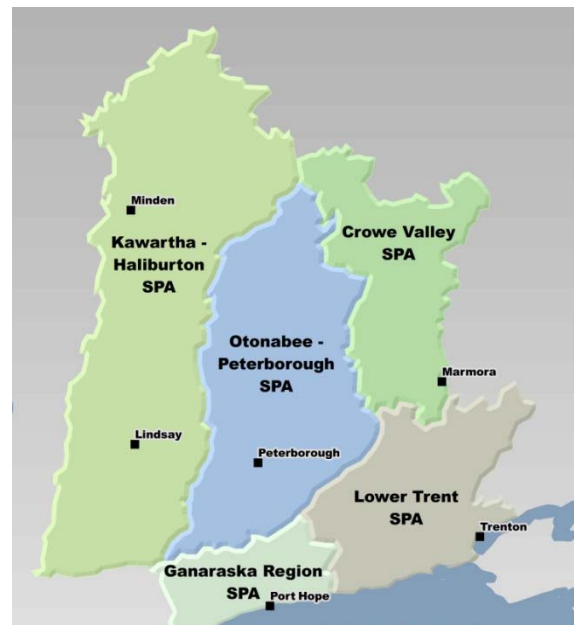 Minden
Kawartha -
Haliburton
SPA
Crowe Valley
SPA
Otonabee -
Peterborough
SPA
Marmora
Lindsay
Peterborough
Lower Trent
SPA
Trenton
Ganaraska Region
SPA
Port Hope